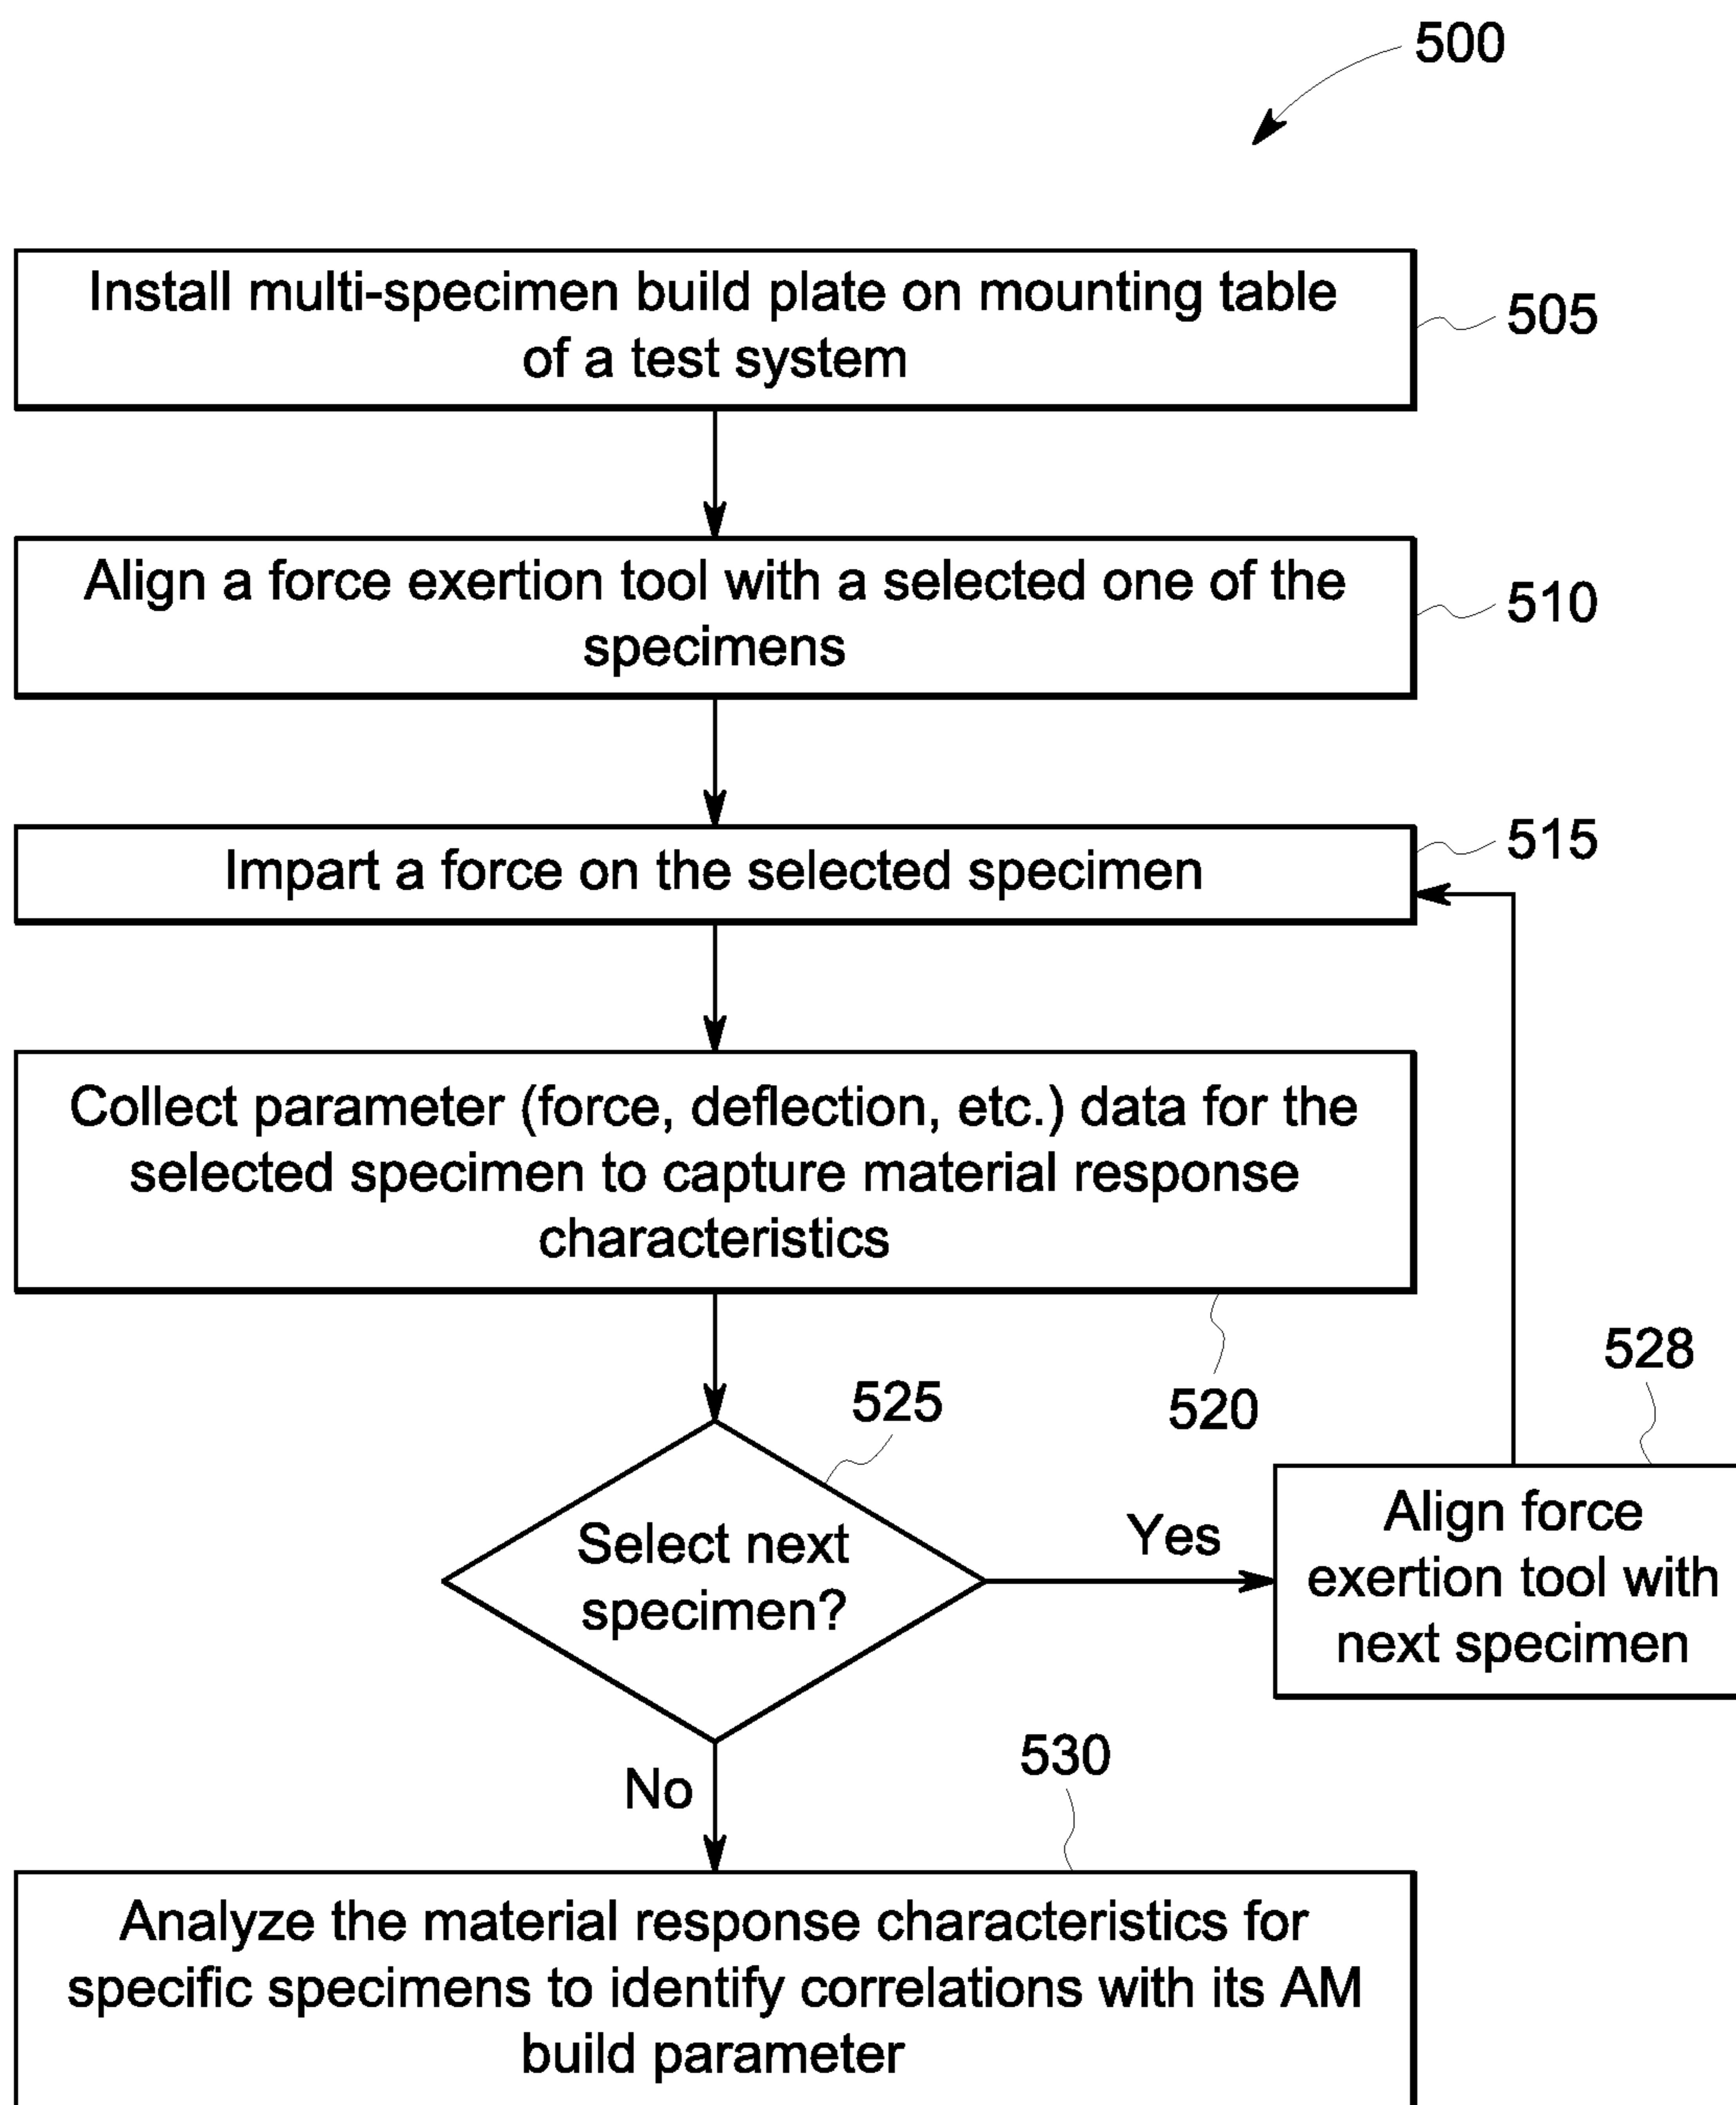 500
Install multi-specimen build plate on mounting table
of a test system
505
Align a force exertion tool with a selected one of the
specimens
510
Impart a force on the selected specimen
515
Collect parameter (force, deflection, etc.) data for the
selected specimen to capture material response
characteristics
520
525
Select next
specimen?
Yes
528
Align force
exertion tool with
next specimen
No
530
Analyze the material response characteristics for
specific specimens to identify correlations with its AM
build parameter